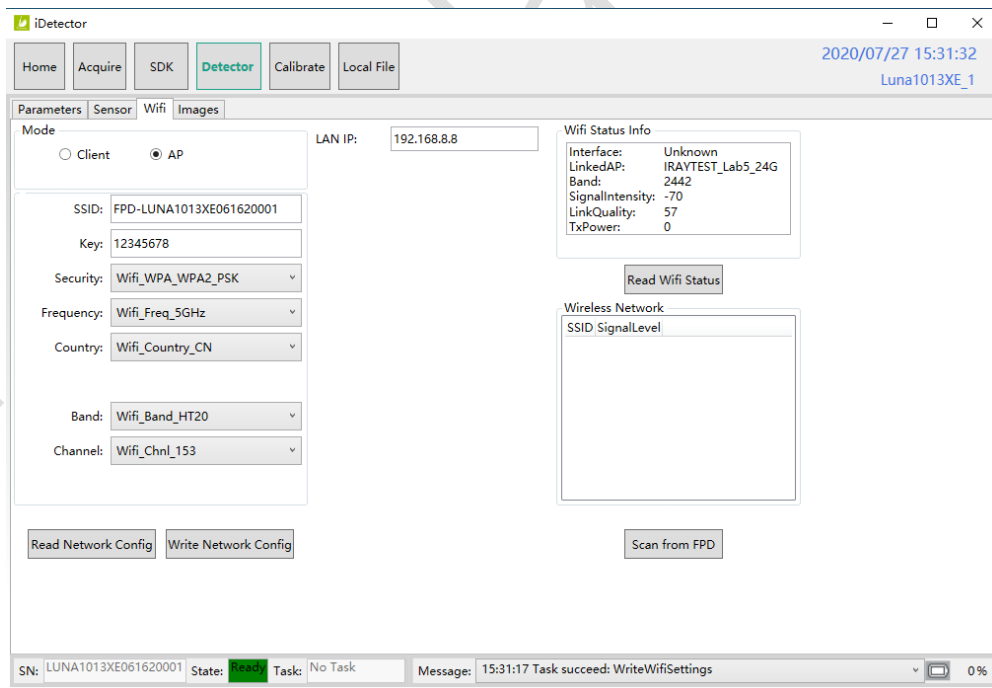 iDetector
Home Acquire SDK Detector Calibrate Local File
2020/07/27 15:31:32
Luna1013XE_1
Parameters Sensor Wifi Images
Mode
Client AP
LAN IP: 192.168.8.8
SSID: FPD-LUNA1013XE061620001
Key: 12345678
Security: Wifi_WPA_WPA2_PSK
Frequency: Wifi_Freq_5GHz
Country: Wifi_Country_CN
Band: Wifi_Band_HT20
Channel: Wifi_Chnl_153
Read Network Config Write Network Config
Wifi Status Info
Interface: Unknown
LinkedAP: IRAYTEST_Lab5_24G
Band: 2442
SignalIntensity: -70
LinkQuality: 57
TxPower: 0
Read Wifi Status
Wireless Network
SSID SignalLevel
Scan from FPD
SN: LUNA1013XE061620001 State: Ready Task: No Task Message: 15:31:17 Task succeed: WriteWifiSettings 0%